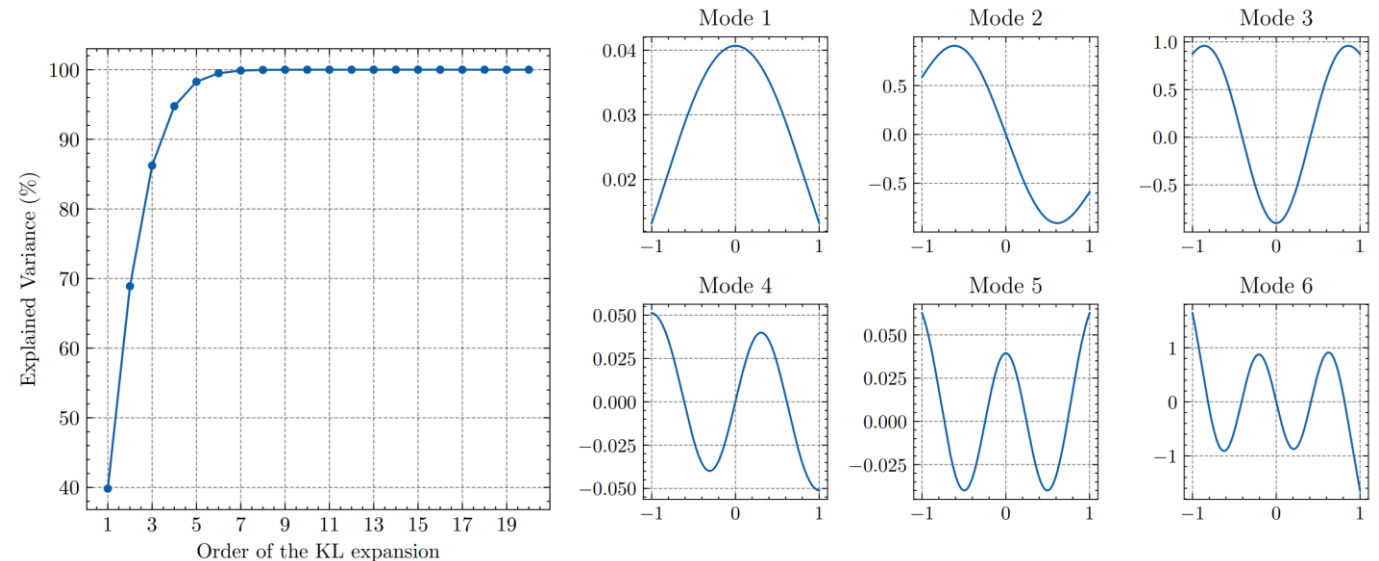 Explained Variance (%)
100
90
80
70
60
50
40
1 3 5 7 9 11 13 15 17 19
Order of the KL expansion
Mode 1
0.04
0.03
0.02
−1 0 1
Mode 2
0.5
0.0
−0.5
−1 0 1
Mode 3
1.0
0.5
0.0
−0.5
−1 0 1
Mode 4
0.050
0.025
0.000
−0.025
−0.050
−1 0 1
Mode 5
0.050
0.025
0.000
−0.025
−1 0 1
Mode 6
1
0
−1
−1 0 1